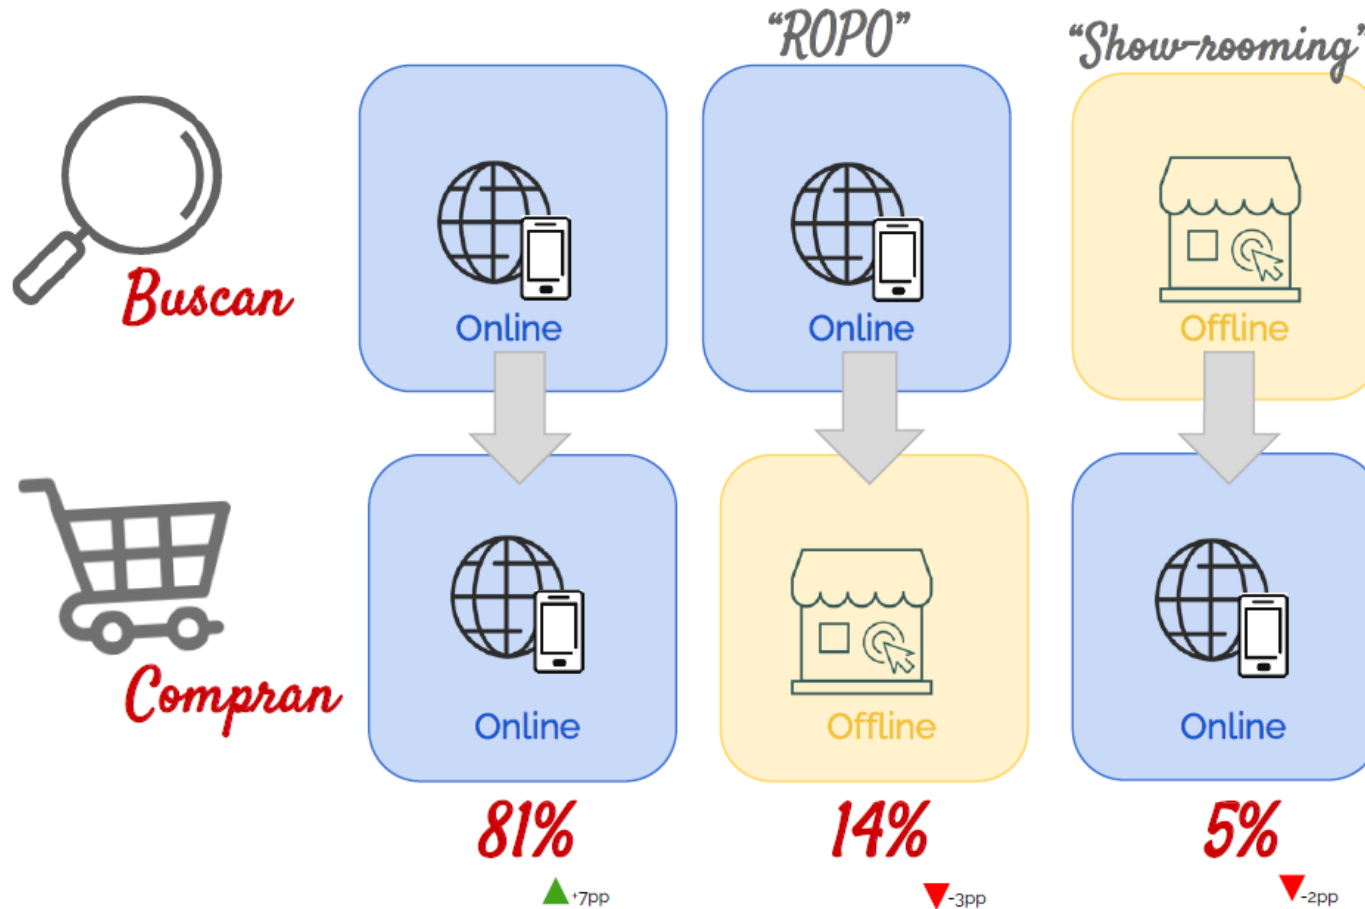 “ROPO”
“Show-rooming”
Buscan
Online
Online
Offline
Compran
Online
Offline
Online
81%
14%
5%
+7pp
-3pp
-2pp